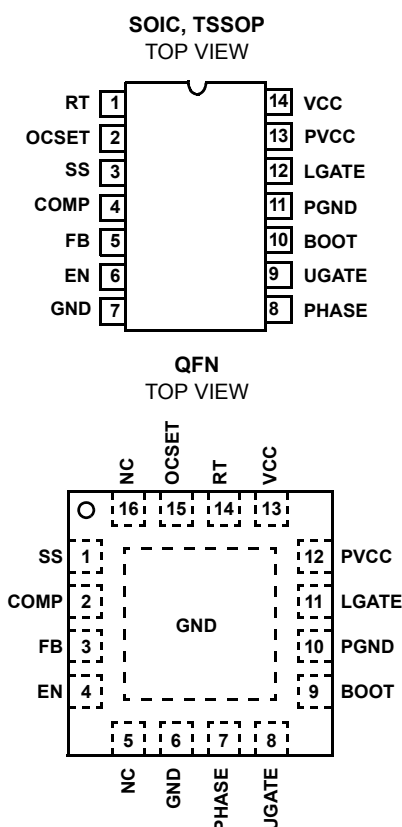 SOIC, TSSOP
TOP VIEW
RT 1 14 VCC
OCSET 2 13 PVCC
SS 3 12 LGATE
COMP 4 11 PGND
FB 5 10 BOOT
EN 6 9 UGATE
GND 7 8 PHASE
QFN
TOP VIEW
NC OCSET RT VCC
16 15 14 13
SS 1 12 PVCC
COMP 2 11 LGATE
GND
FB 3 10 PGND
EN 4 9 BOOT
5 6 7 8
NC GND PHASE UGATE